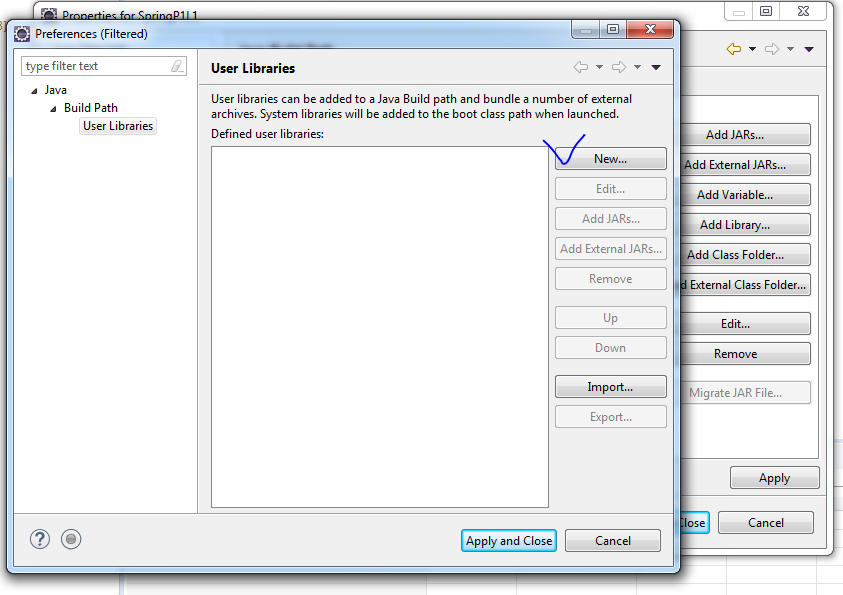 Properties for SpringP1L1
Preferences (Filtered)
type filter text
Java
Build Path
User Libraries
User Libraries
User libraries can be added to a Java Build path and bundle a number of external
archives. System libraries will be added to the boot class path when launched.
Defined user libraries:
New...
Edit...
Add JARs...
Add External JARs...
Remove
Up
Down
Import...
Export...
?
Apply and Close
Cancel
Add JARs...
Add External JARs...
Add Variable...
Add Library...
Add Class Folder...
d External Class Folder...
Edit...
Remove
Migrate JAR File...
Apply
Close
Cancel